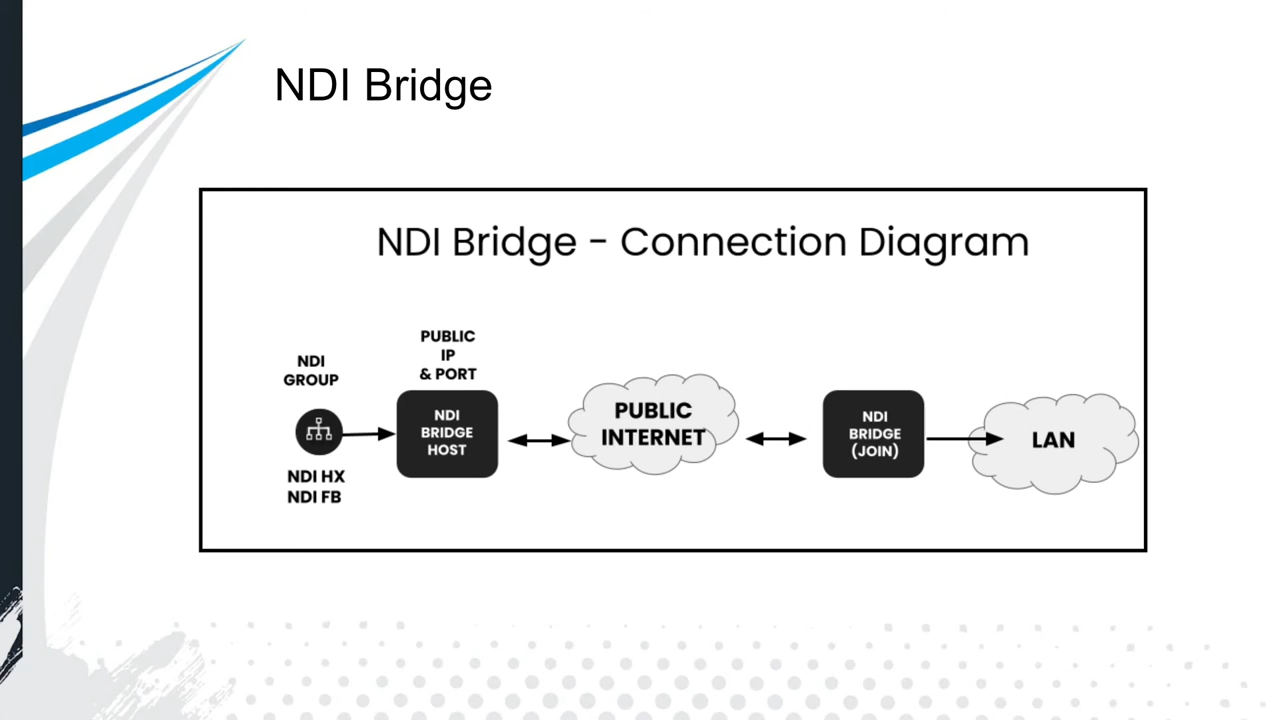 NDI Bridge
NDI Bridge - Connection Diagram
NDI
GROUP
NDI HX
NDI FB
PUBLIC
IP
& PORT
NDI
BRIDGE
HOST
PUBLIC
INTERNET
NDI
BRIDGE
(JOIN)
LAN